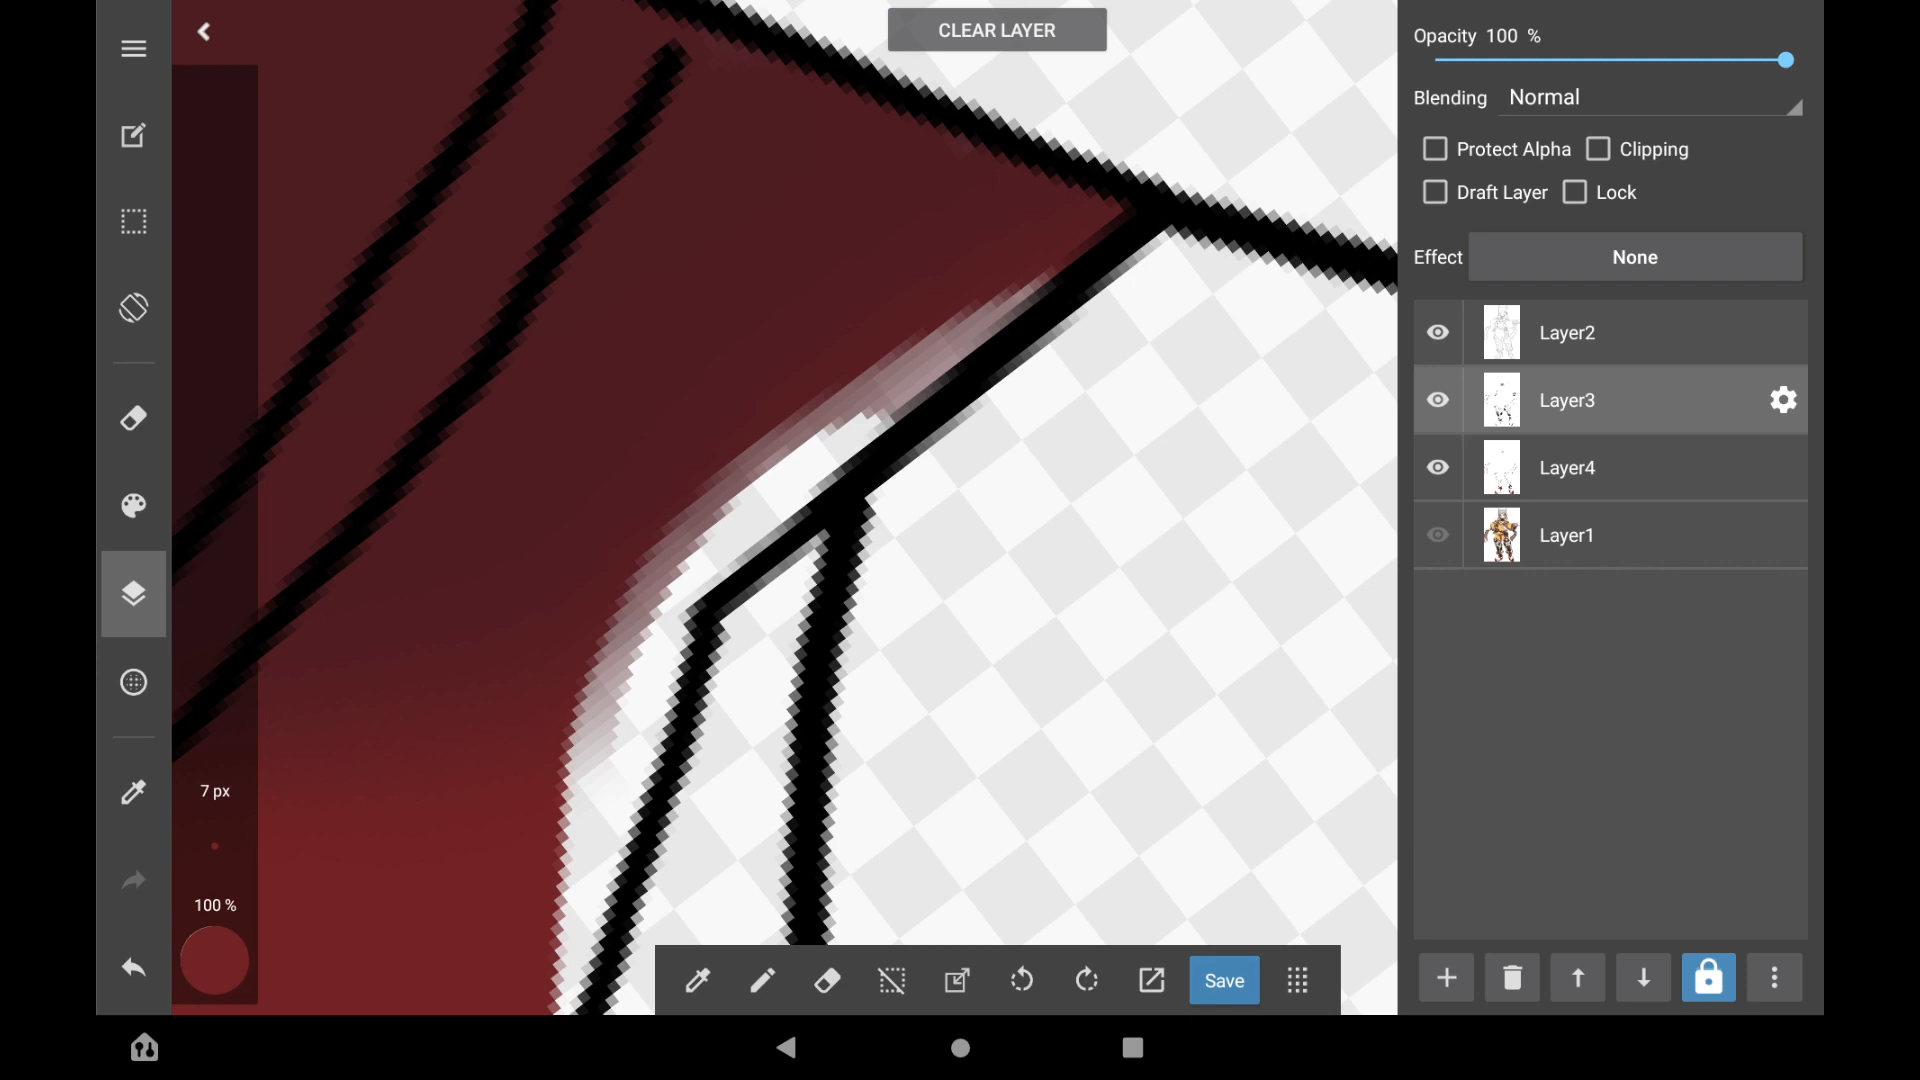 CLEAR LAYER
Opacity 100 %
Blending Normal
Protect Alpha Clipping
Draft Layer Lock
Effect None
Layer2
Layer3
Layer4
Layer1
7 px
100 %
Save